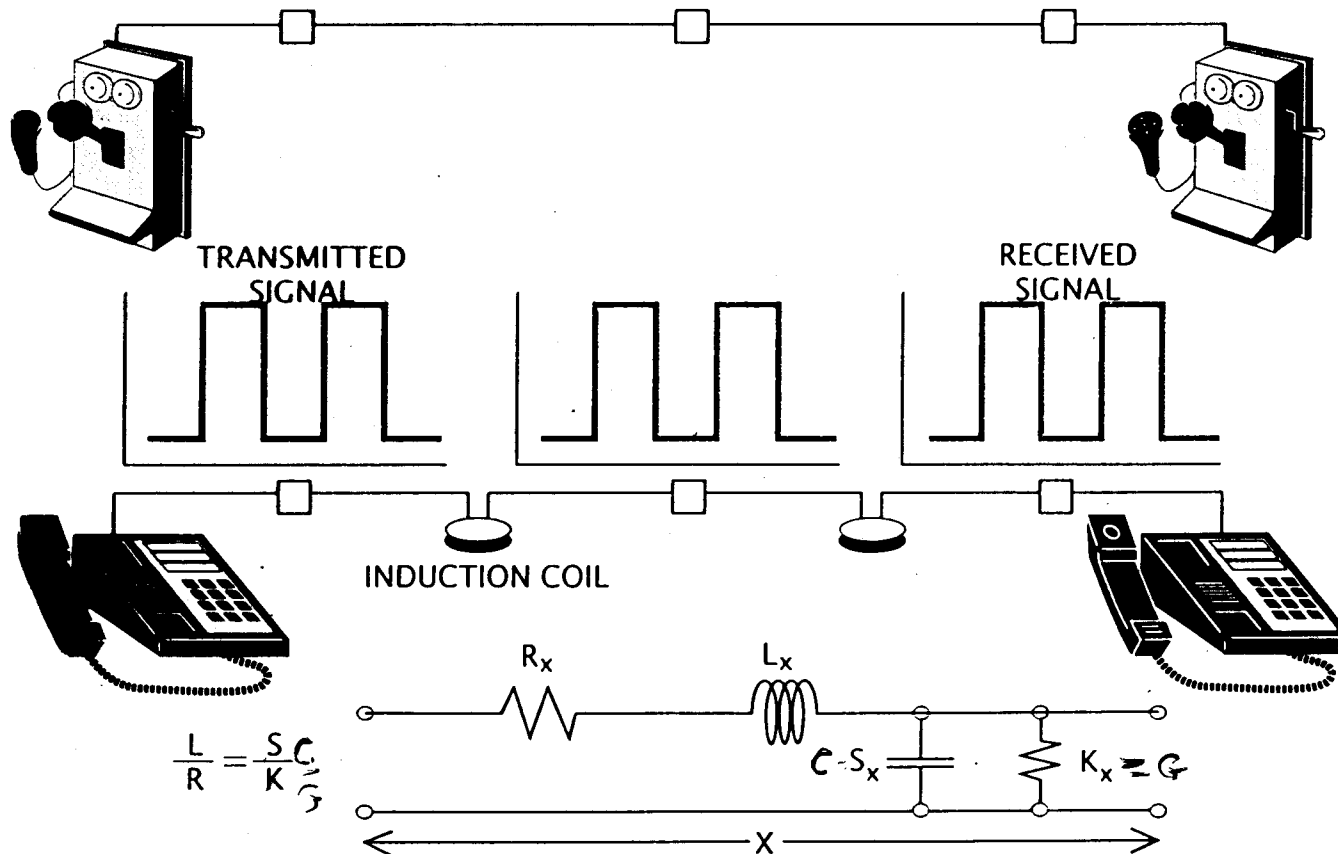 TRANSMITTED
SIGNAL
RECEIVED
SIGNAL
INDUCTION COIL
Rx
Lx
L/R = S/K C/G
C-Sx
Kx = G
X